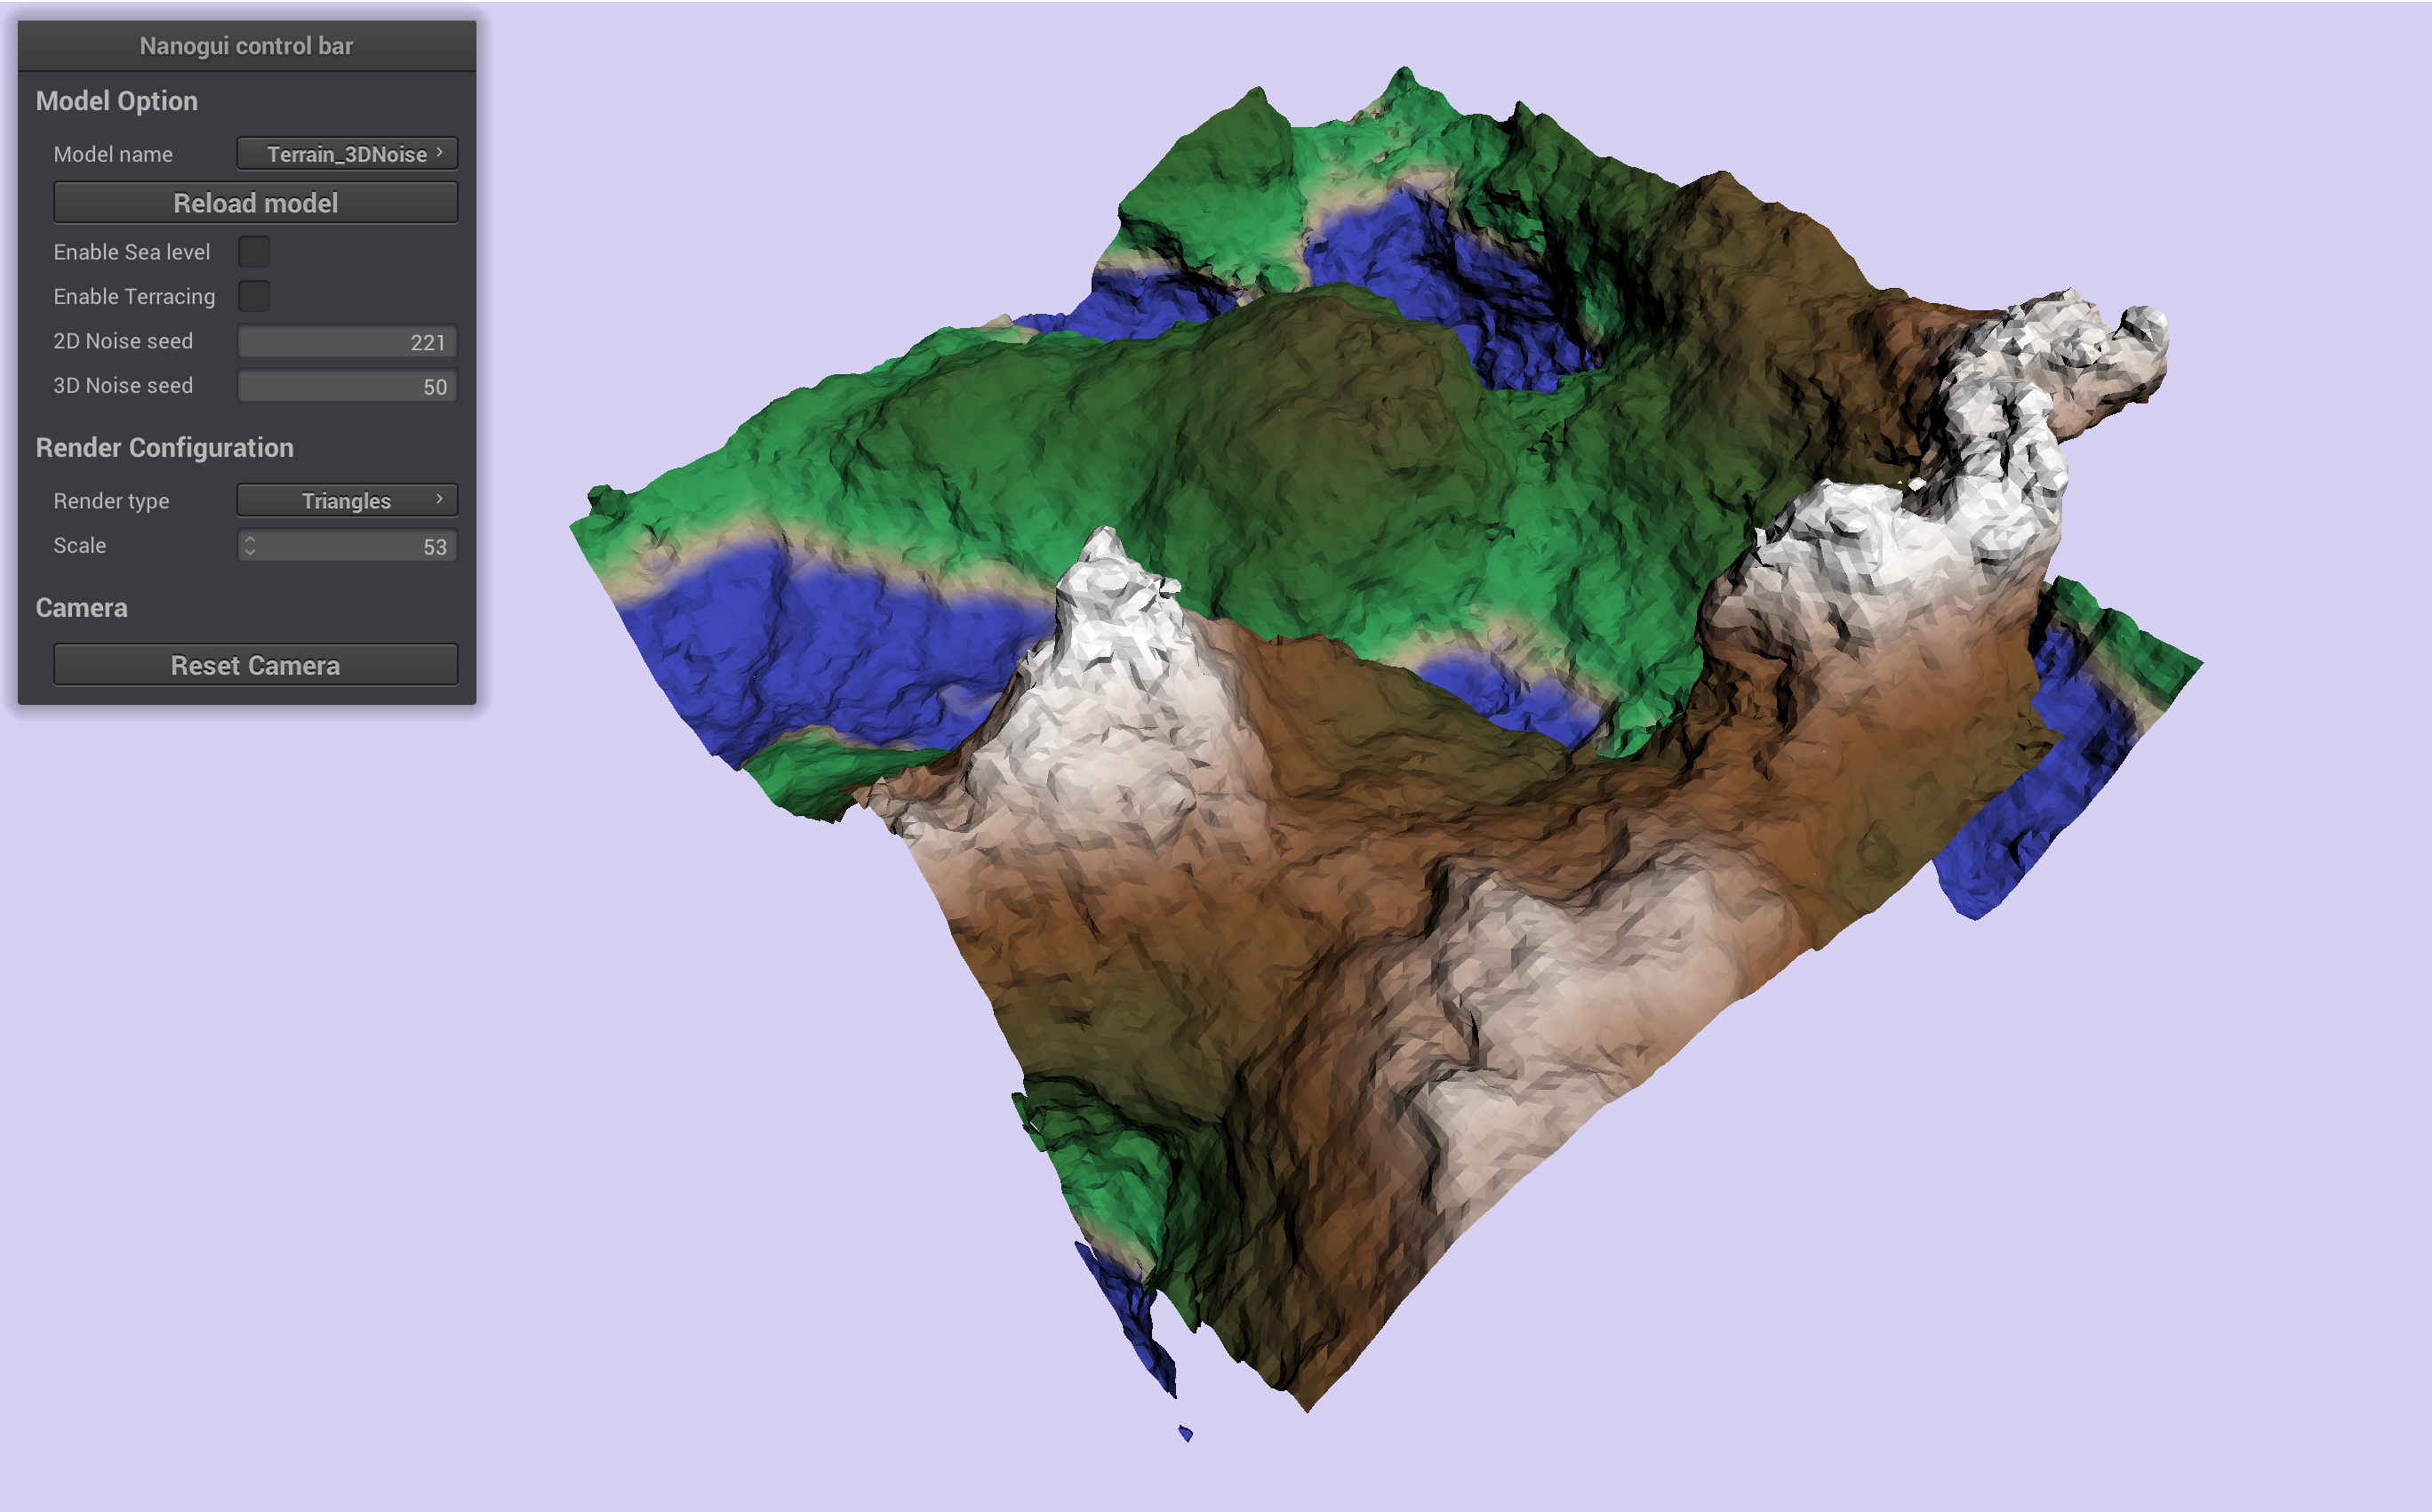 Nanogui control bar
Model Option
Model name Terrain_3DNoise ›
Reload model
Enable Sea level
Enable Terracing
2D Noise seed 221
3D Noise seed 50
Render Configuration
Render type Triangles ›
Scale 53
Camera
Reset Camera